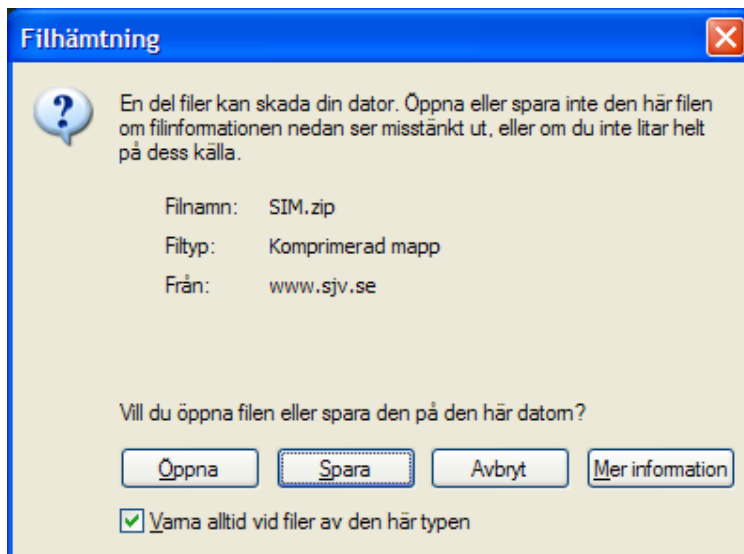 Filhämtning
En del filer kan skada din dator. Öppna eller spara inte den här filen
om filinformationen nedan ser misstänkt ut, eller om du inte litar helt
på dess källa.
Filnamn: SIM.zip
Filtyp: Komprimerad mapp
Från: www.sjv.se
Vill du öppna filen eller spara den på den här datorn?
Öppna Spara Avbryt Mer information
Varna alltid vid filer av den här typen